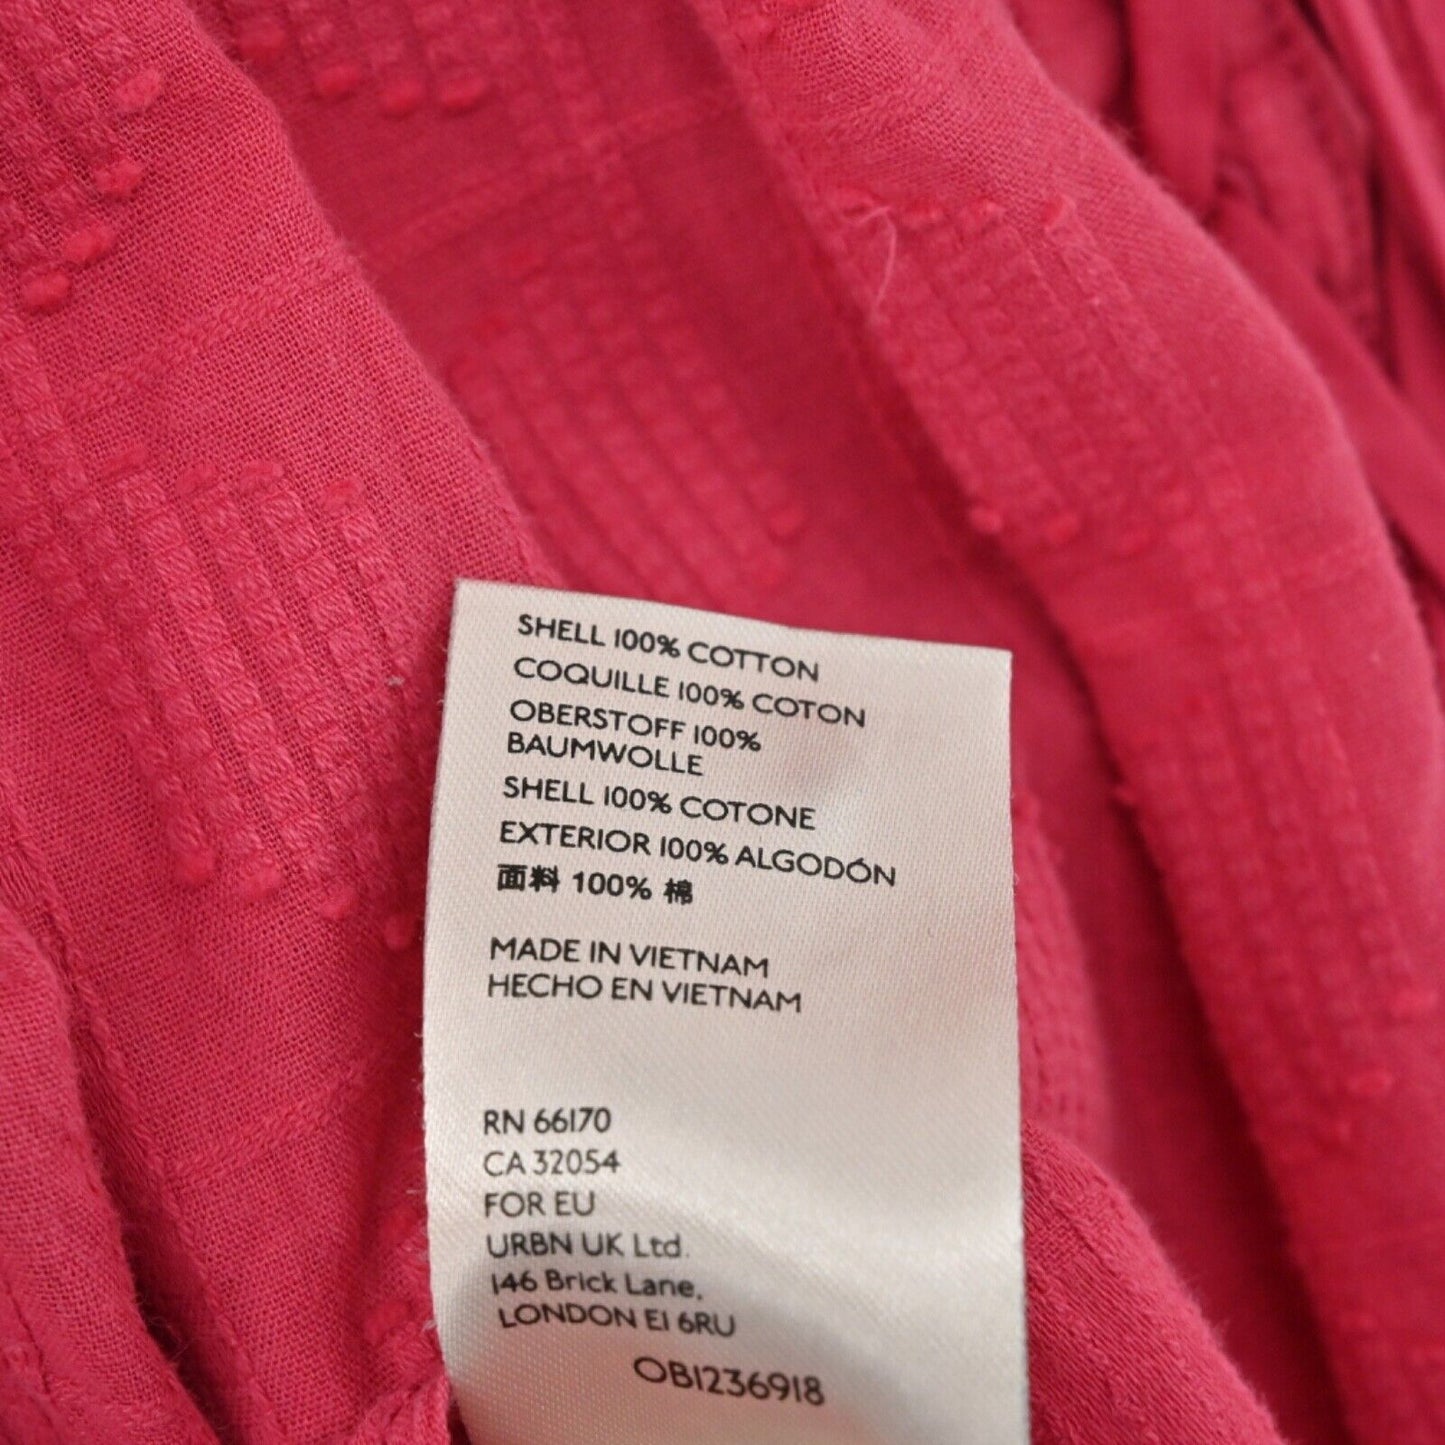 SHELL 100% COTTON
COQUILLE 100% COTON
OBERSTOFF 100%
BAUMWOLLE
SHELL 100% COTONE
EXTERIOR 100% ALGODÓN
面料 100% 棉
MADE IN VIETNAM
HECHO EN VIETNAM
RN 66170
CA 32054
FOR EU
URBN UK Ltd.
146 Brick Lane,
LONDON E1 6RU
OB1236918